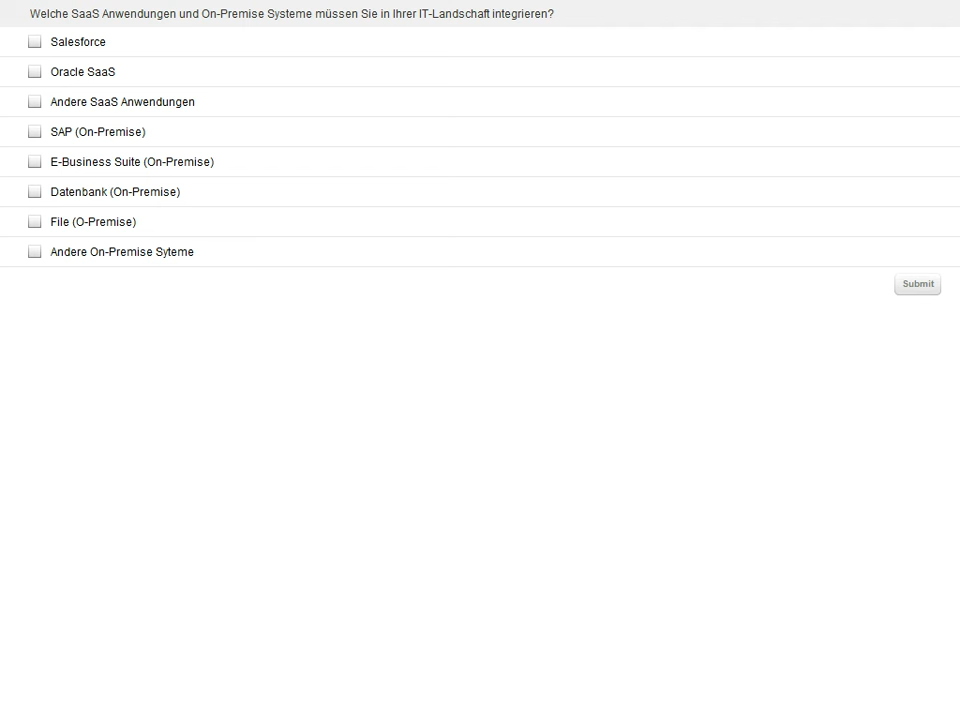 Welche SaaS Anwendungen und On-Premise Systeme müssen Sie in Ihrer IT-Landschaft integrieren?
Salesforce
Oracle SaaS
Andere SaaS Anwendungen
SAP (On-Premise)
E-Business Suite (On-Premise)
Datenbank (On-Premise)
File (O-Premise)
Andere On-Premise Syteme
Submit